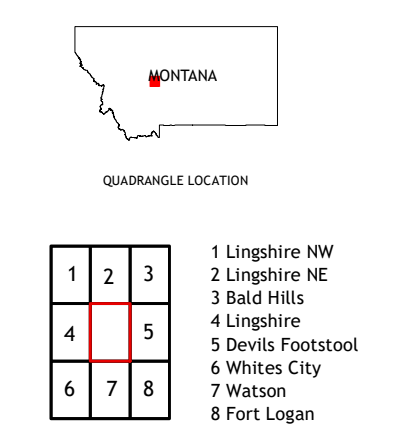 MONTANA
QUADRANGLE LOCATION
1 2 3
4 5
6 7 8
1 Lingshire NW
2 Lingshire NE
3 Bald Hills
4 Lingshire
5 Devils Footstool
6 Whites City
7 Watson
8 Fort Logan